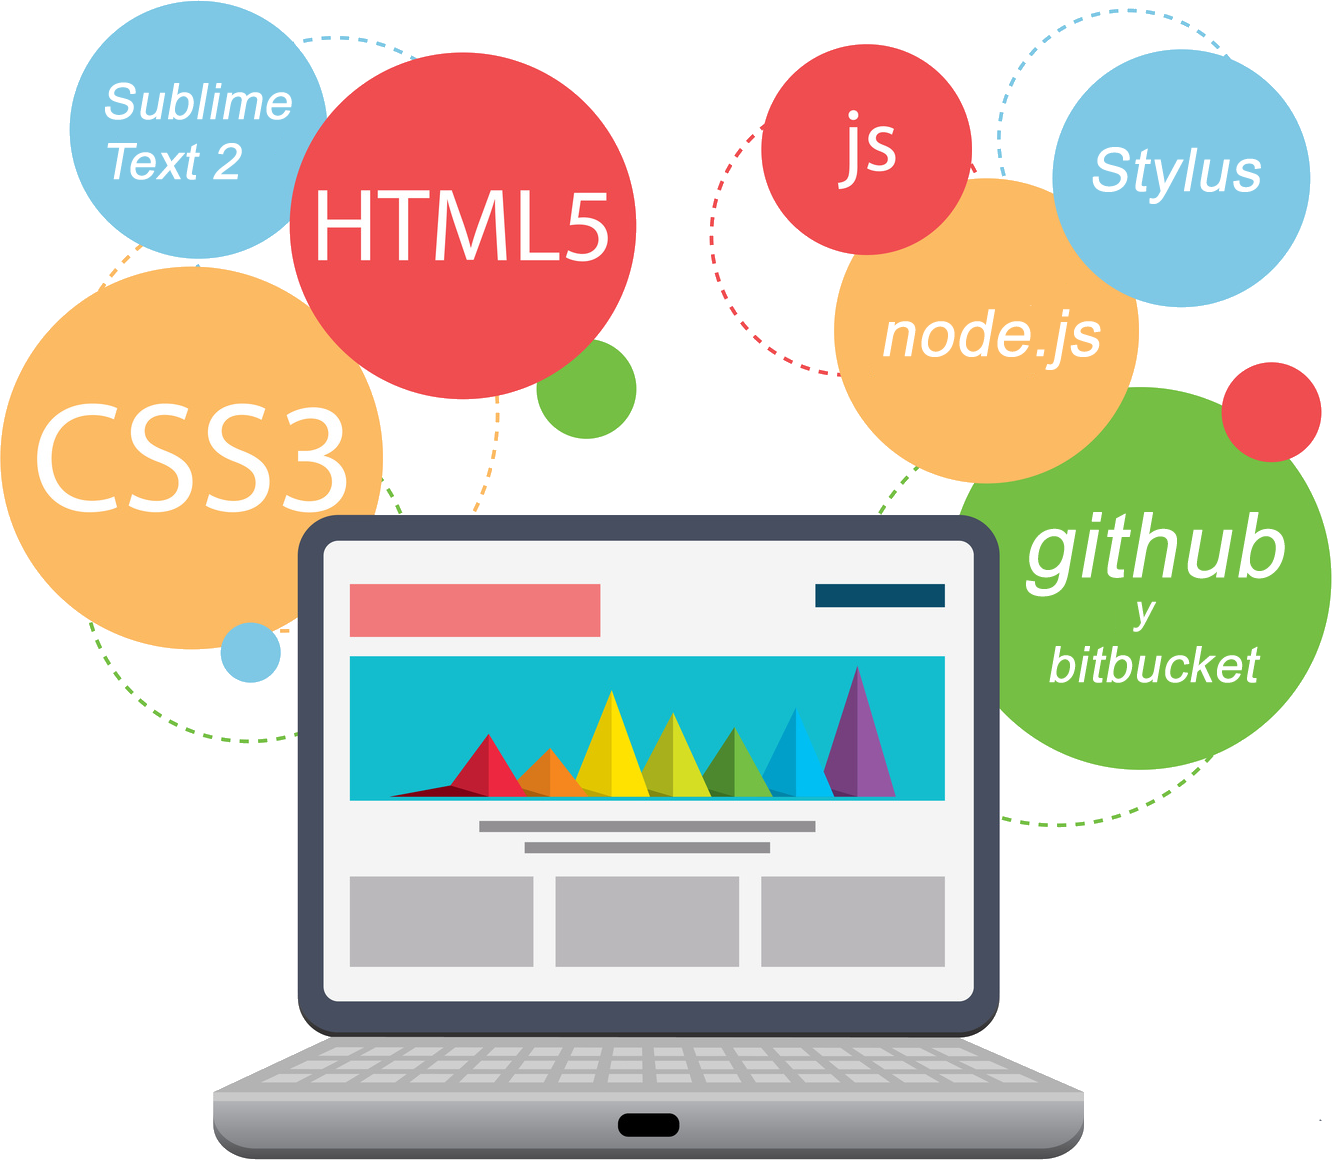 Sublime
Text 2
HTML5
CSS3
js
Stylus
node.js
github
y
bitbucket